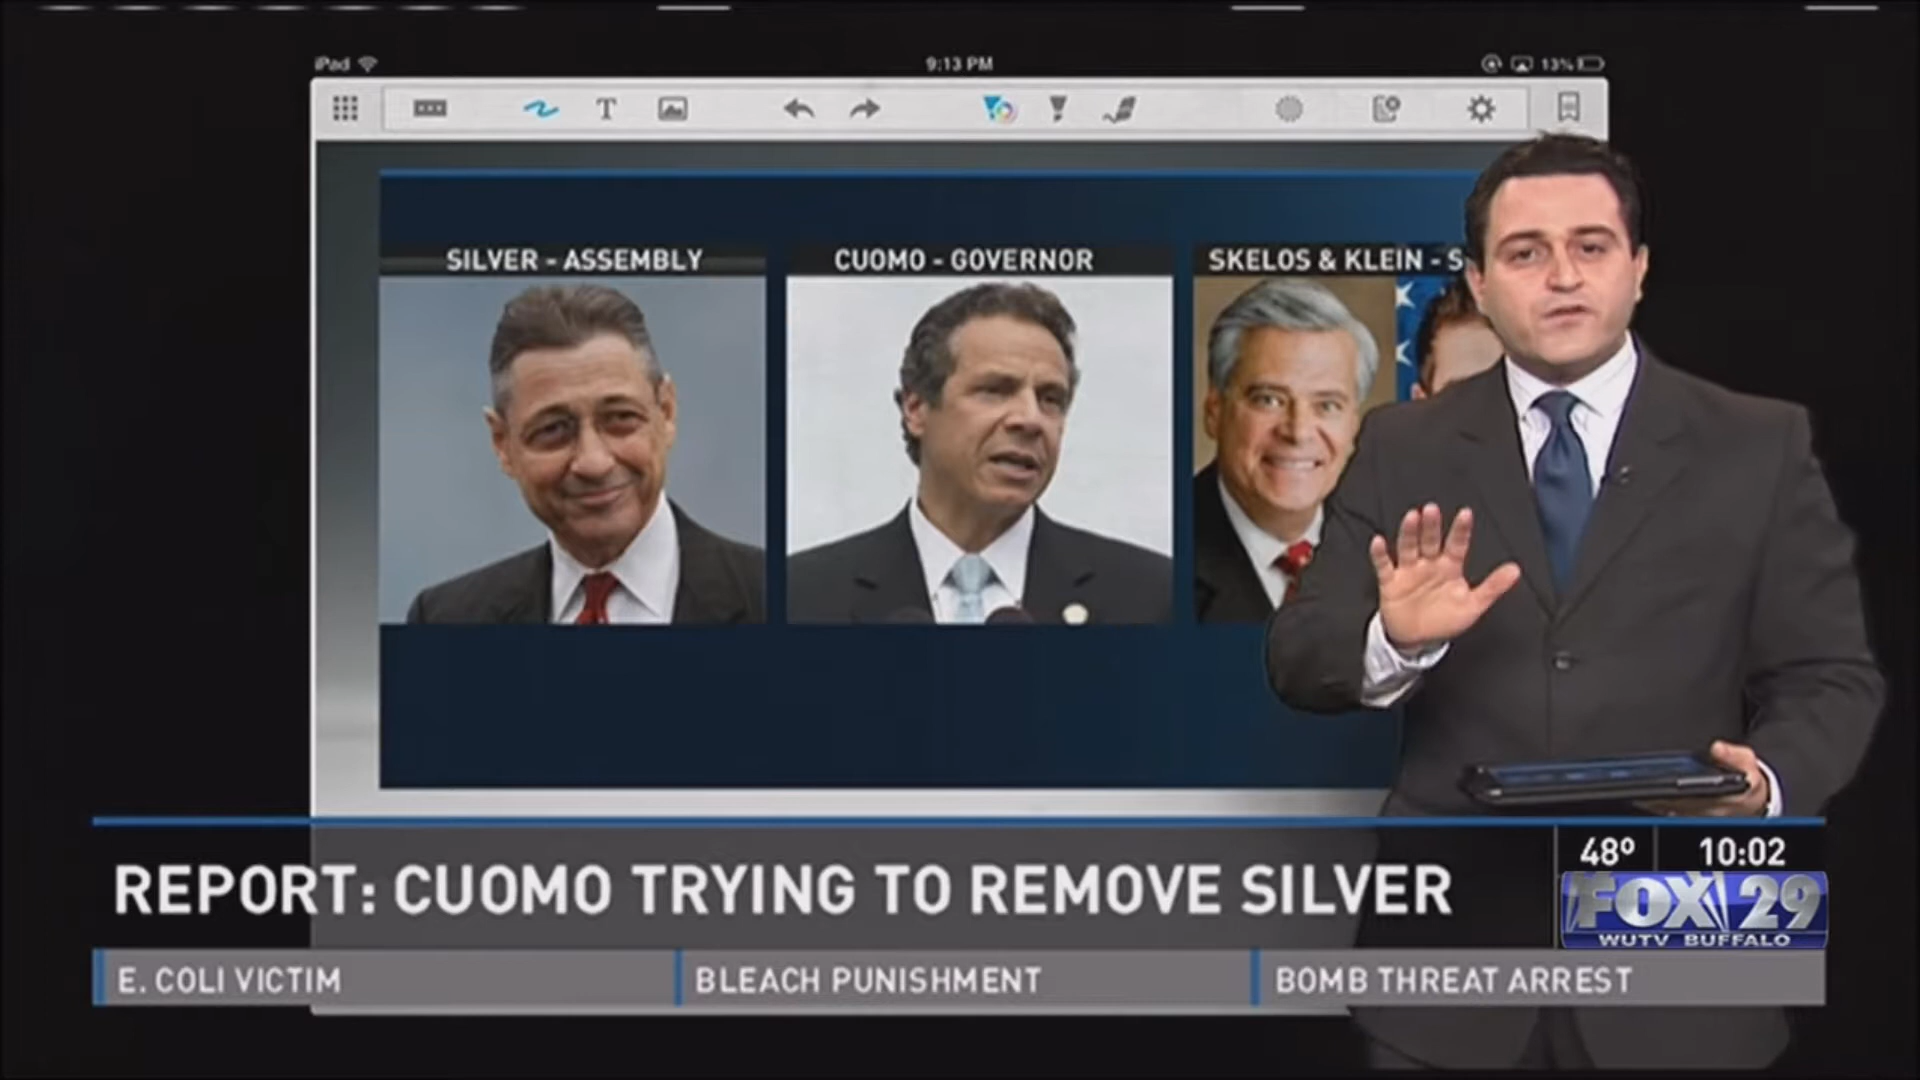 iPad 9:13 PM 13%
T
SILVER - ASSEMBLY
CUOMO - GOVERNOR
SKELOS & KLEIN - S
REPORT: CUOMO TRYING TO REMOVE SILVER
48° 10:02
FOX 29
WUTV BUFFALO
E. COLI VICTIM
BLEACH PUNISHMENT
BOMB THREAT ARREST